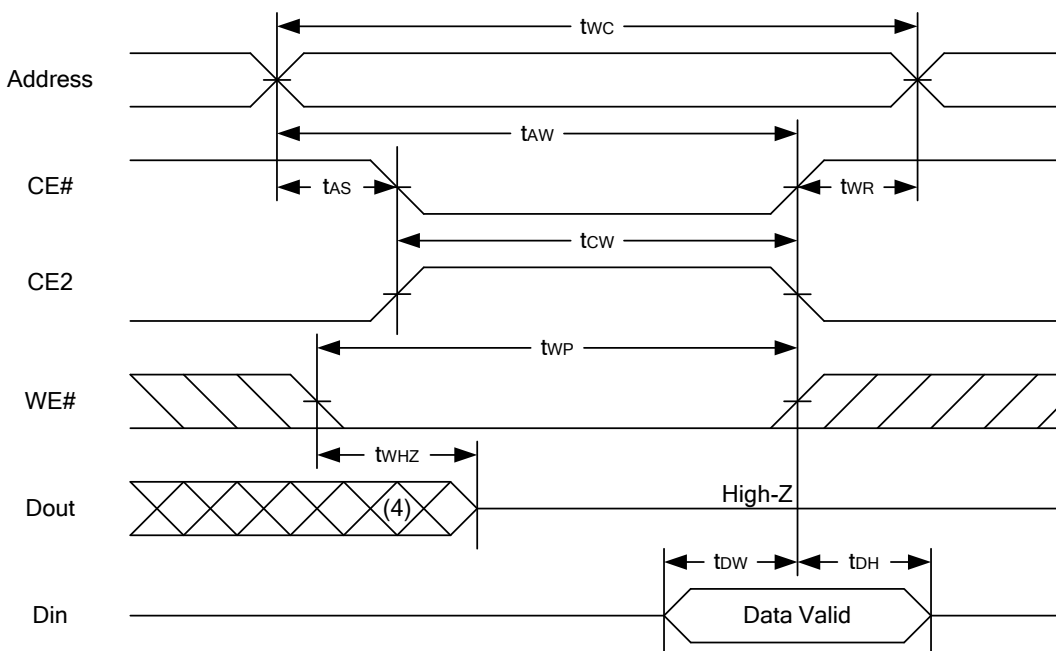 tWC
Address
tAW
CE#
tAS
tWR
tCW
CE2
tWP
WE#
tWHZ
Dout
(4)
High-Z
tDW
tDH
Din
Data Valid